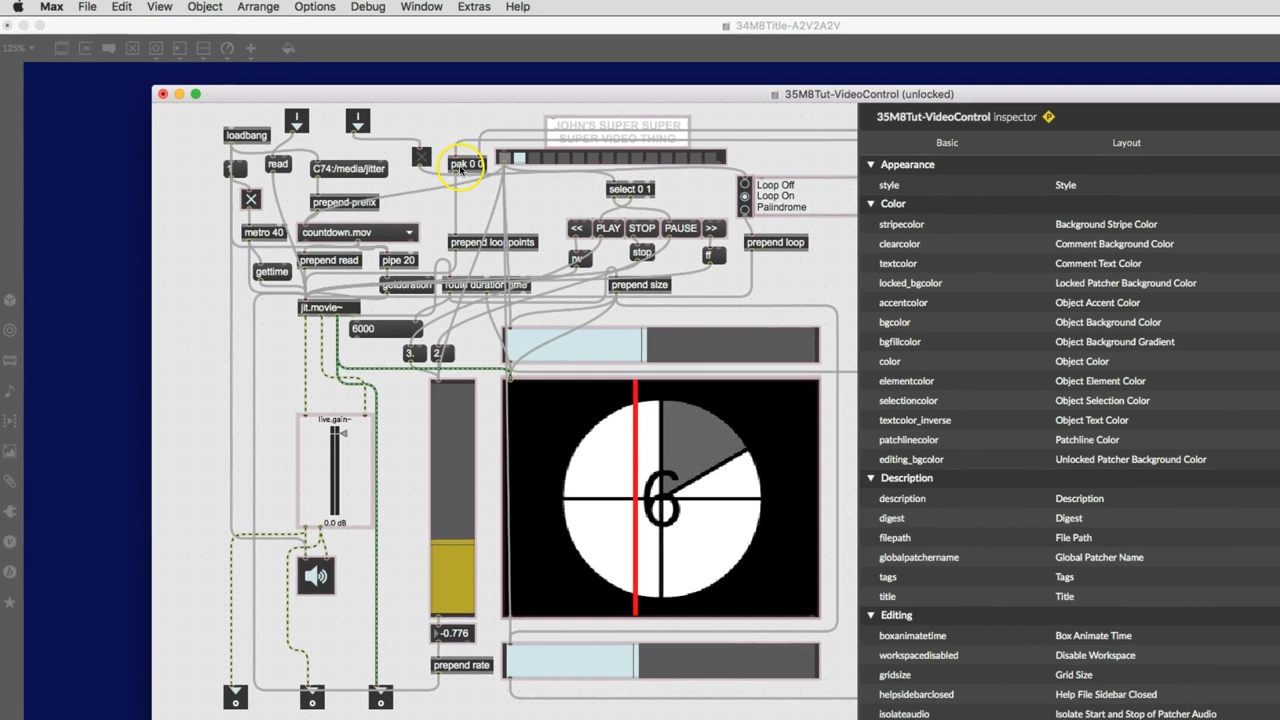 Max File Edit View Object Arrange Options Debug Window Extras Help
34M8Title-A2V2A2V
125%
35M8Tut-VideoControl (unlocked)
loadbang
i
i
JOHN'S SUPER SUPER
SUPER VIDEO THING
read
C74:/media/jitter
pak 0 0
select 0 1
Loop Off
Loop On
Palindrome
prepend prefix
metro 40
countdown.mov
<< PLAY STOP PAUSE >>
prepend looppoints
prepend loop
prepend read
pipe 20
rw
stop
ff
gettime
getduration
route duration time
prepend size
jit.movie~
6000
3.
2.
live.gain~
0.0 dB
6
-0.776
prepend rate
o
o
o
35M8Tut-VideoControl inspector
Basic Layout
Appearance
style Style
Color
stripecolor Background Stripe Color
clearcolor Comment Background Color
textcolor Comment Text Color
locked_bgcolor Locked Patcher Background Color
accentcolor Object Accent Color
bgcolor Object Background Color
bgfillcolor Object Background Gradient
color Object Color
elementcolor Object Element Color
selectioncolor Object Selection Color
textcolor_inverse Object Text Color
patchlinecolor Patchline Color
editing_bgcolor Unlocked Patcher Background Color
Description
description Description
digest Digest
filepath File Path
globalpatchername Global Patcher Name
tags Tags
title Title
Editing
boxanimatetime Box Animate Time
workspacedisabled Disable Workspace
gridsize Grid Size
helpsidebarclosed Help File Sidebar Closed
isolateaudio Isolate Start and Stop of Patcher Audio